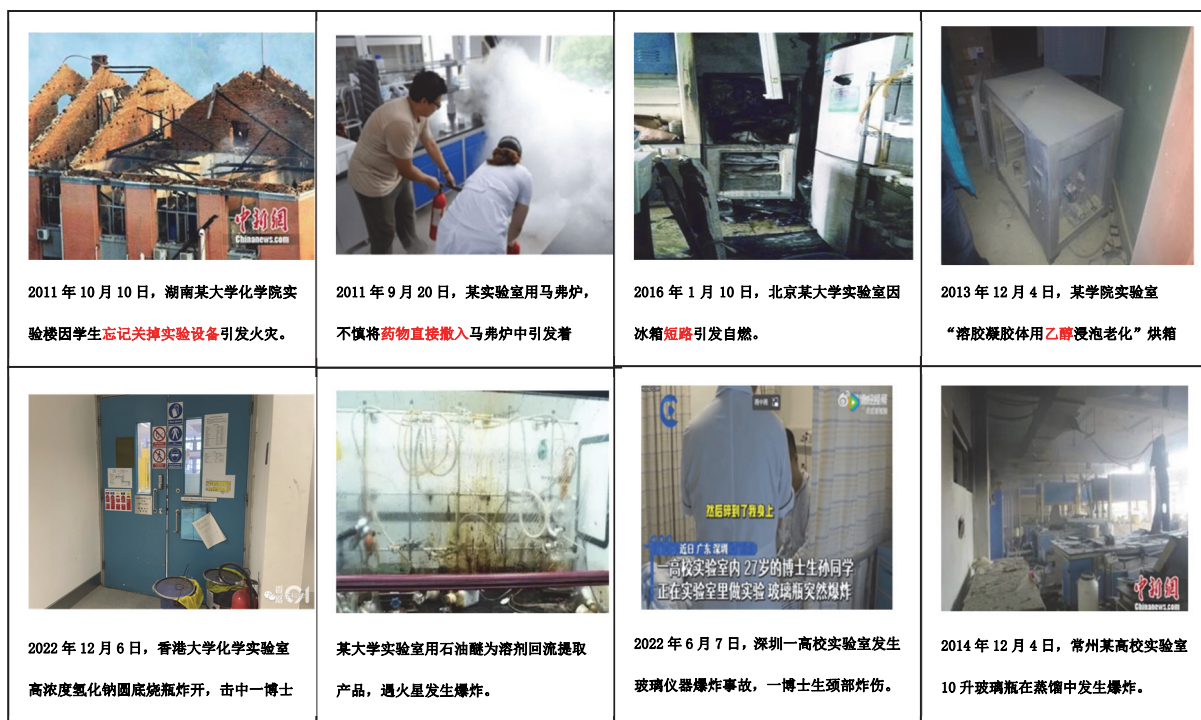 中新网
Chinanews.com
2011 年 10 月 10 日，湖南某大学化学院实
验楼因学生忘记关掉实验设备引发火灾。
2011 年 9 月 20 日，某实验室用马弗炉，
不慎将药物直接撒入马弗炉中引发着
2016 年 1 月 10 日，北京某大学实验室因
冰箱短路引发自燃。
2013 年 12 月 4 日，某学院实验室
“溶胶凝胶体用乙醇浸泡老化”烘箱
2022 年 12 月 6 日，香港大学化学实验室
高浓度氢化钠圆底烧瓶炸开，击中一博士
某大学实验室用石油醚为溶剂回流提取
产品，遇火星发生爆炸。
然后碎到了我身上
近日 广东 深圳
一高校实验室内 27岁的博士生孙同学
正在实验室里做实验 玻璃瓶突然爆炸
2022 年 6 月 7 日，深圳一高校实验室发生
玻璃仪器爆炸事故，一博士生颈部炸伤。
中新网
Chinanews.com
2014 年 12 月 4 日，常州某高校实验室
10 升玻璃瓶在蒸馏中发生爆炸。